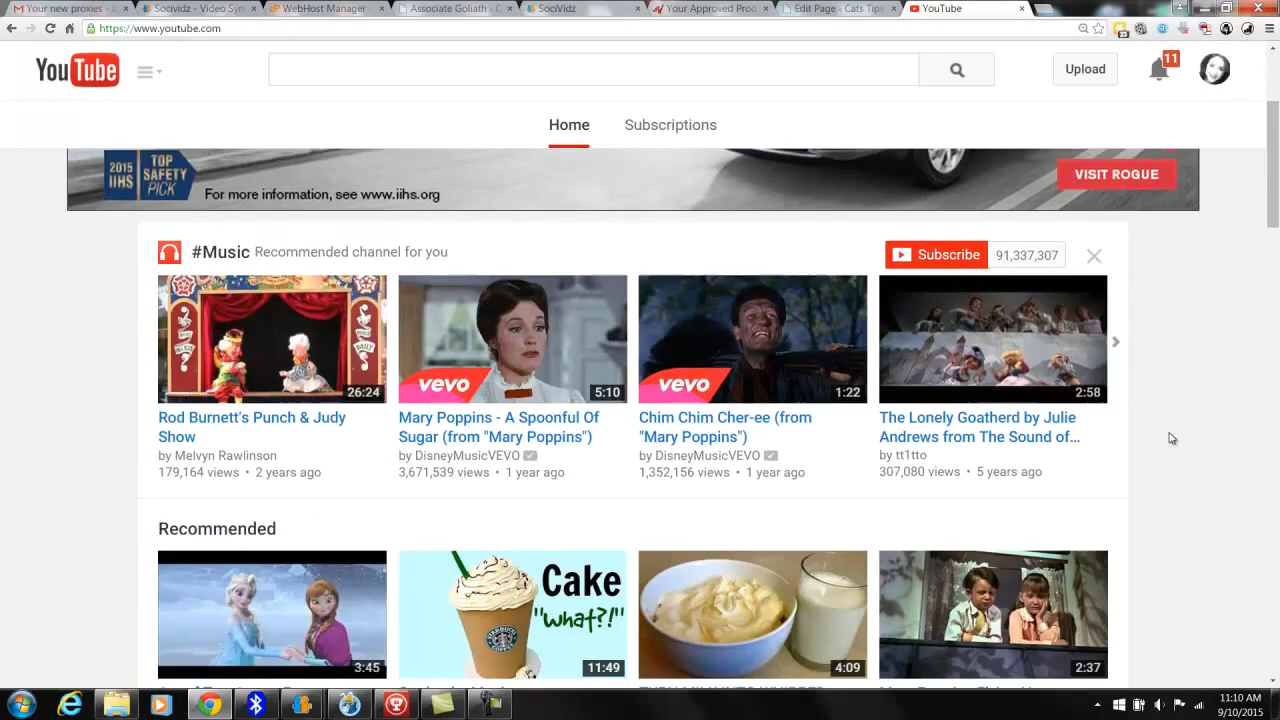 Your new proxies -
Socividz - Video Syn
WebHost Manager
Associate Goliath -
SociVidz
Your Approved Prod
Edit Page ‹ Cats Tips
YouTube
https://www.youtube.com
23
YouTube
Upload
11
Home
Subscriptions
2015
IIHS
TOP
SAFETY
PICK
For more information, see www.iihs.org
VISIT ROGUE
#Music Recommended channel for you
Subscribe 91,337,307
26:24
vevo
5:10
vevo
1:22
2:58
Rod Burnett's Punch & Judy
Show
by Melvyn Rawlinson
179,164 views • 2 years ago
Mary Poppins - A Spoonful Of
Sugar (from "Mary Poppins")
by DisneyMusicVEVO
3,671,539 views • 1 year ago
Chim Chim Cher-ee (from
"Mary Poppins")
by DisneyMusicVEVO
1,352,156 views • 1 year ago
The Lonely Goatherd by Julie
Andrews from The Sound of...
by tt1tto
307,080 views • 5 years ago
Recommended
3:45
Cake
"what?!"
11:49
4:09
2:37
11:10 AM
9/10/2015